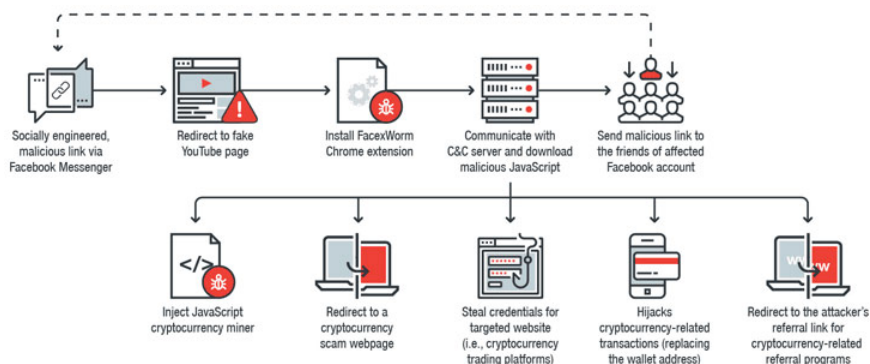 Socially engineered,
malicious link via
Facebook Messenger
Redirect to fake
YouTube page
Install FacexWorm
Chrome extension
Communicate with
C&C server and download
malicious JavaScript
Send malicious link to
the friends of affected
Facebook account
</>
Inject JavaScript
cryptocurrency miner
Redirect to a
cryptocurrency
scam webpage
Steal credentials for
targeted website
(i.e., cryptocurrency
trading platforms)
Hijacks
cryptocurrency-related
transactions (replacing
the wallet address)
Redirect to the attacker's
referral link for
cryptocurrency-related
referral programs